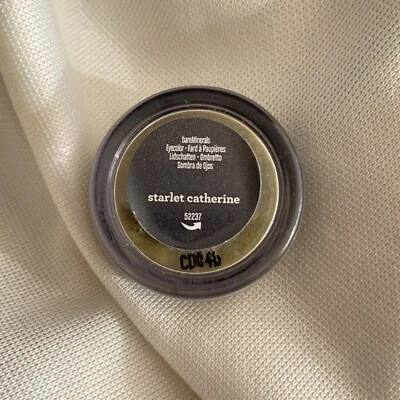 bareMinerals
Eyecolor • Fard à Paupières
Lidschatten • Ombretto
Sombra de Ojos
starlet catherine
52237